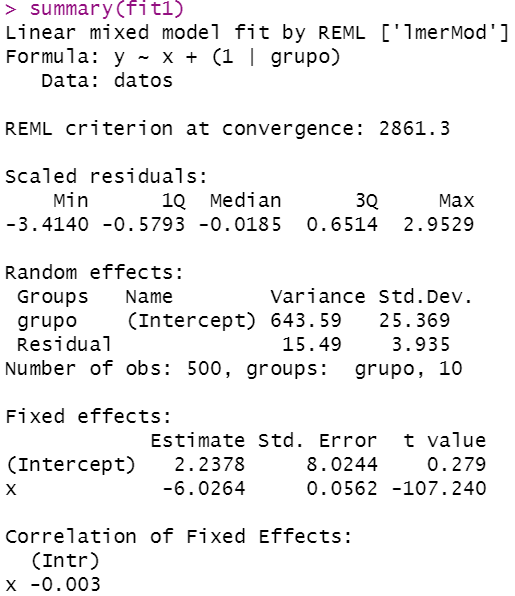 > summary(fit1)
Linear mixed model fit by REML ['lmerMod']
Formula: y ~ x + (1 | grupo)
   Data: datos

REML criterion at convergence: 2861.3

Scaled residuals:
    Min      1Q  Median      3Q     Max
-3.4140 -0.5793 -0.0185  0.6514  2.9529

Random effects:
 Groups   Name        Variance Std.Dev.
 grupo    (Intercept) 643.59   25.369
 Residual              15.49    3.935
Number of obs: 500, groups:  grupo, 10

Fixed effects:
            Estimate Std. Error  t value
(Intercept)   2.2378     8.0244    0.279
x            -6.0264     0.0562 -107.240

Correlation of Fixed Effects:
  (Intr)
x -0.003